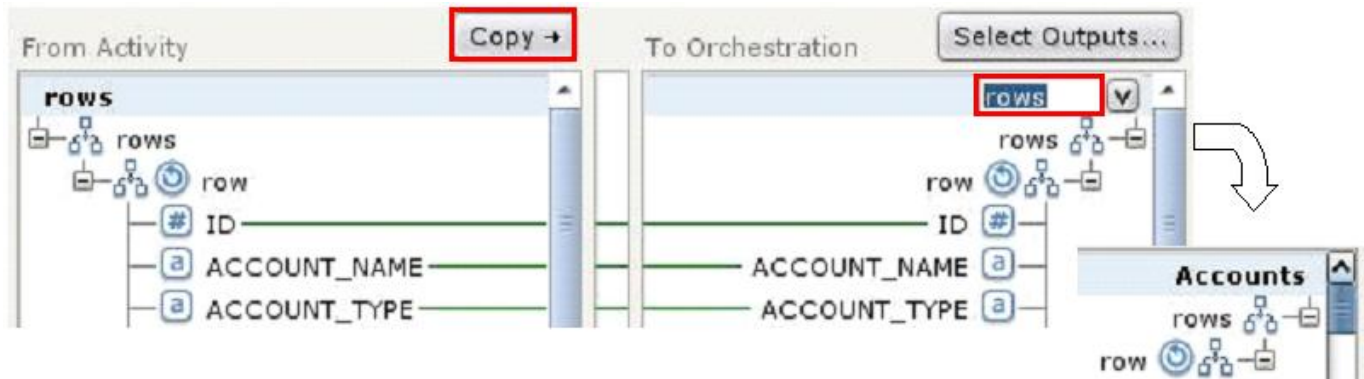 From Activity
Copy →
To Orchestration
Select Outputs...
rows
rows
row
# ID
a ACCOUNT_NAME
a ACCOUNT_TYPE
rows
rows
row
ID #
ACCOUNT_NAME a
ACCOUNT_TYPE a
Accounts
rows
row